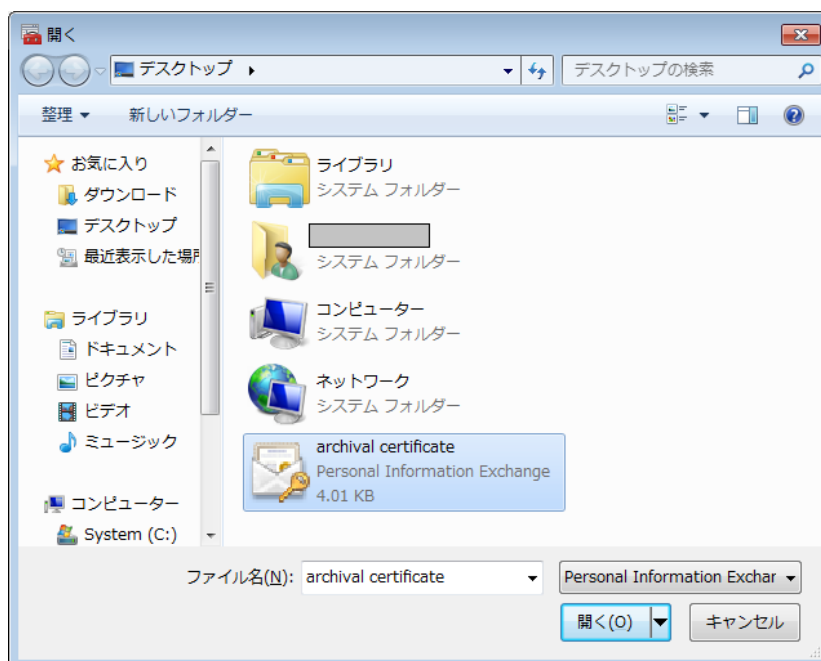 開く
デスクトップ
デスクトップの検索
整理
新しいフォルダー
お気に入り
ダウンロード
デスクトップ
最近表示した場所
ライブラリ
ドキュメント
ピクチャ
ビデオ
ミュージック
コンピューター
System (C:)
ライブラリ
システム フォルダー
システム フォルダー
コンピューター
システム フォルダー
ネットワーク
システム フォルダー
archival certificate
Personal Information Exchange
4.01 KB
ファイル名(N): archival certificate
Personal Information Exchar
開く(O)
キャンセル